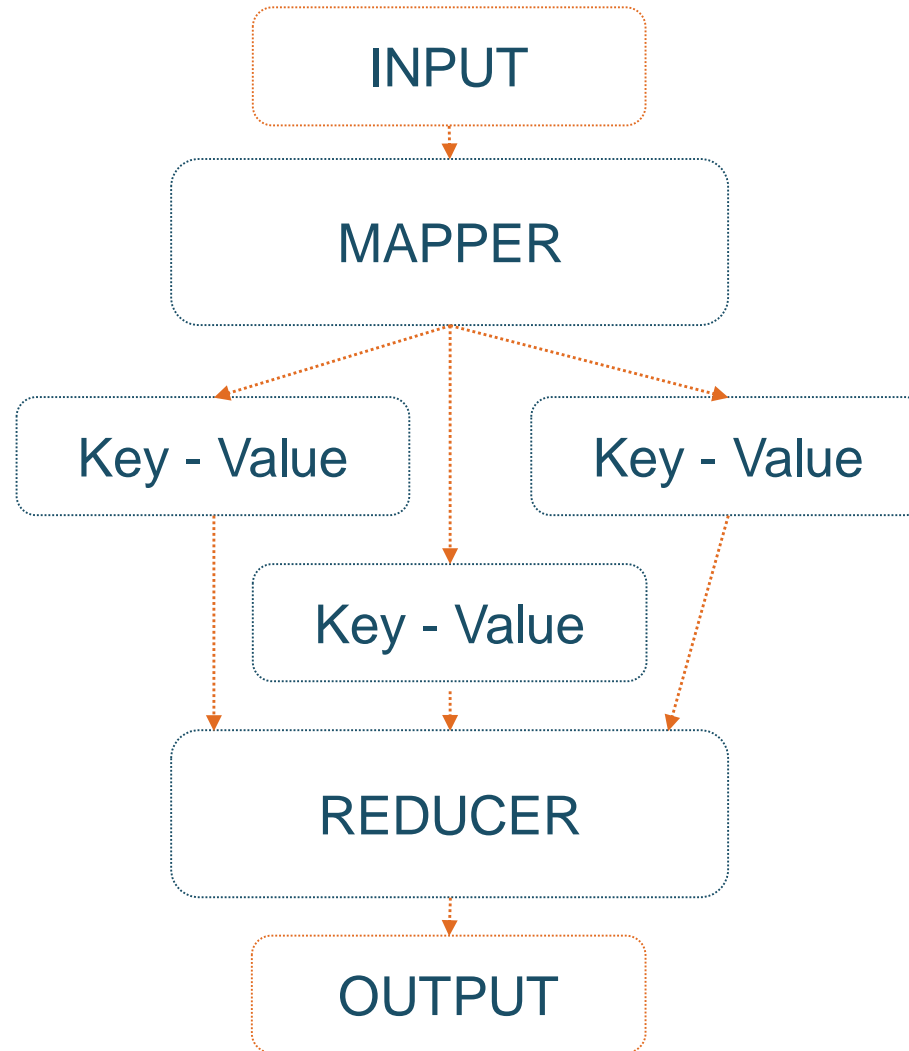 INPUT
MAPPER
Key - Value
Key - Value
Key - Value
REDUCER
OUTPUT